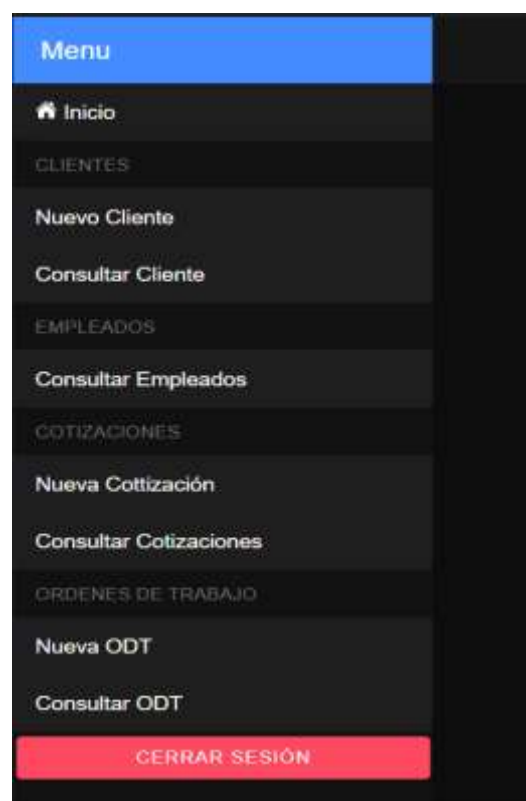 Menu
Inicio
CLIENTES
Nuevo Cliente
Consultar Cliente
EMPLEADOS
Consultar Empleados
COTIZACIONES
Nueva Cottización
Consultar Cotizaciones
ORDENES DE TRABAJO
Nueva ODT
Consultar ODT
CERRAR SESIÓN